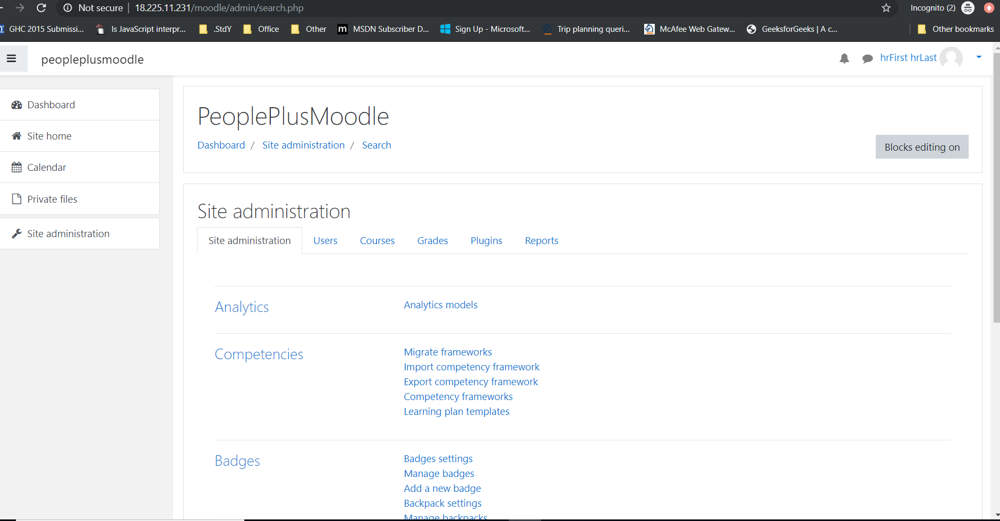 Not secure | 18.225.11.231/moodle/admin/search.php Incognito (2)
GHC 2015 Submissi... Is JavaScript interpr... .StdY Office Other m MSDN Subscriber D... Sign Up - Microsoft... Trip planning queri... McAfee Web Gatew... GeeksforGeeks | A c... Other bookmarks
peopleplusmoodle hrFirst hrLast
Dashboard
Site home
Calendar
Private files
Site administration
PeoplePlusMoodle
Dashboard / Site administration / Search
Blocks editing on
Site administration
Site administration Users Courses Grades Plugins Reports
Analytics Analytics models
Competencies Migrate frameworks
Import competency framework
Export competency framework
Competency frameworks
Learning plan templates
Badges Badges settings
Manage badges
Add a new badge
Backpack settings
Manage backpacks